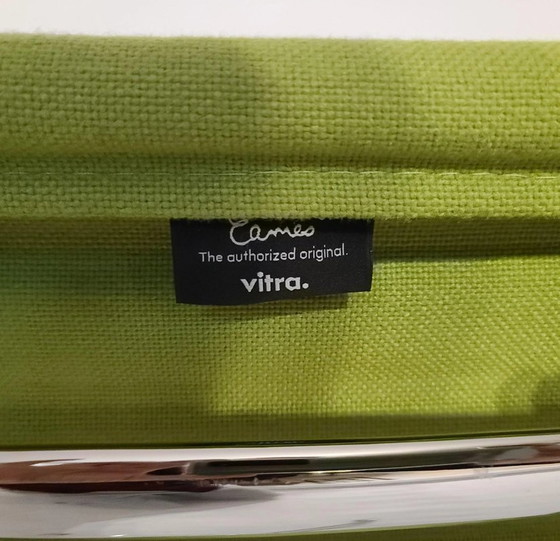 Eames
The authorized original.
vitra.